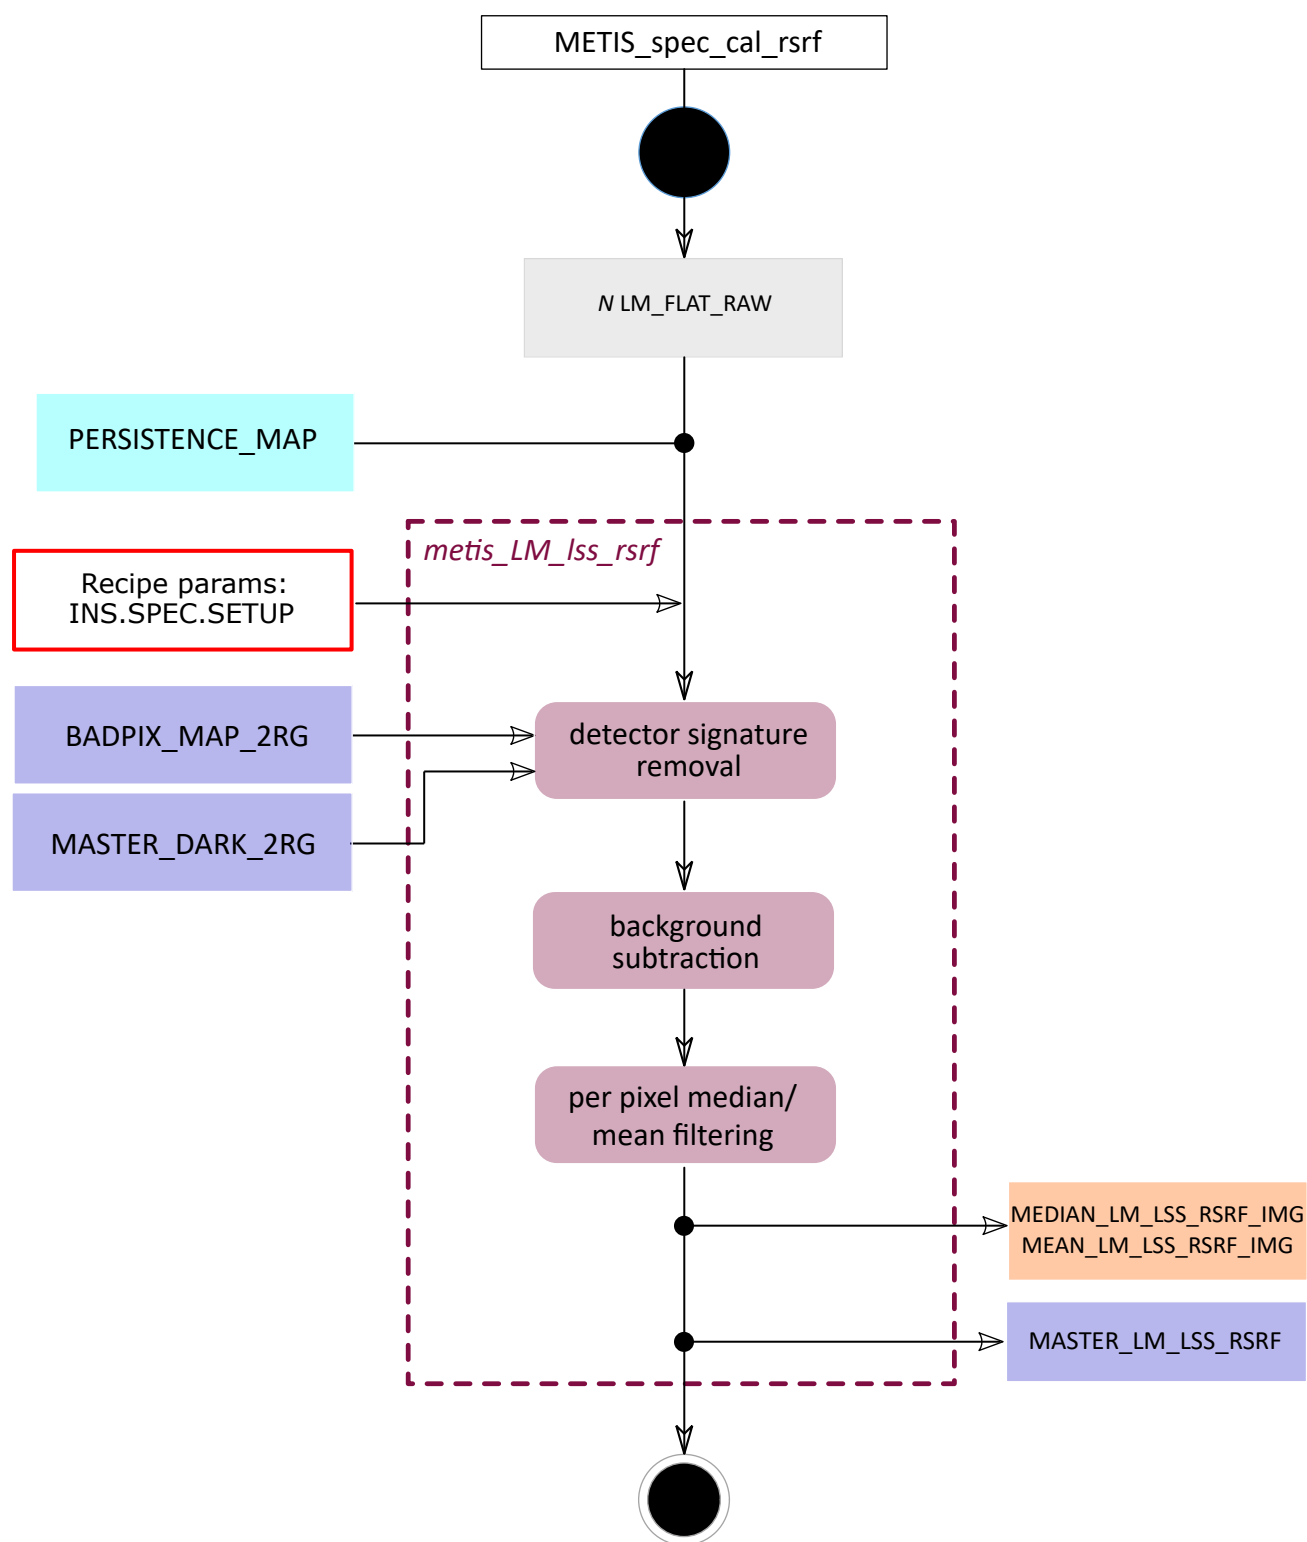 METIS_spec_cal_rsrf
N LM_FLAT_RAW
PERSISTENCE_MAP
metis_LM_lss_rsrf
Recipe params:
INS.SPEC.SETUP
BADPIX_MAP_2RG
detector signature
removal
MASTER_DARK_2RG
background
subtraction
per pixel median/
mean filtering
MEDIAN_LM_LSS_RSRF_IMG
MEAN_LM_LSS_RSRF_IMG
MASTER_LM_LSS_RSRF